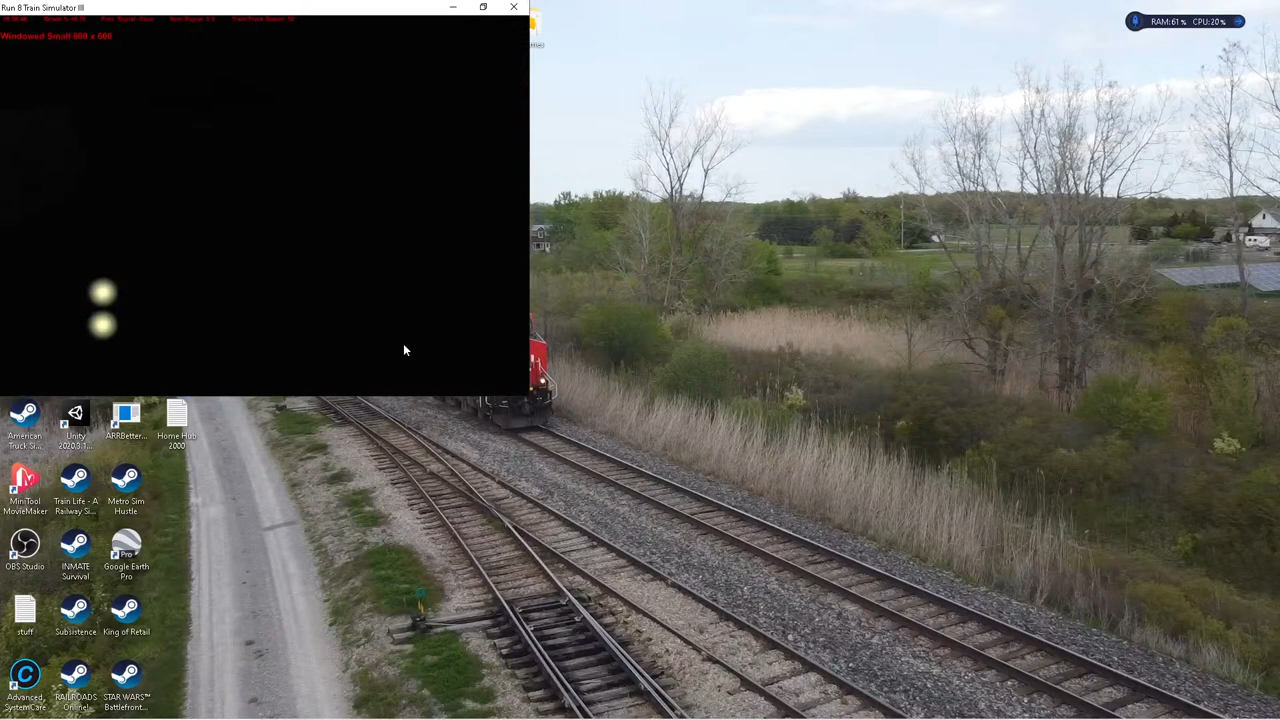 Run 8 Train Simulator III
Windowed Small 800 x 600
RAM:61% CPU:20%
American
Truck Si...
Unity
2020.3.1...
ARRBetter...
Home Hub
2000
MiniTool
MovieMaker
Train Life - A
Railway Si...
Metro Sim
Hustle
OBS Studio
INMATE
Survival
Google Earth
Pro
stuff
Subsistence
King of Retail
Advanced
SystemCare
RAILROADS
Online!
STAR WARS™
Battlefront...